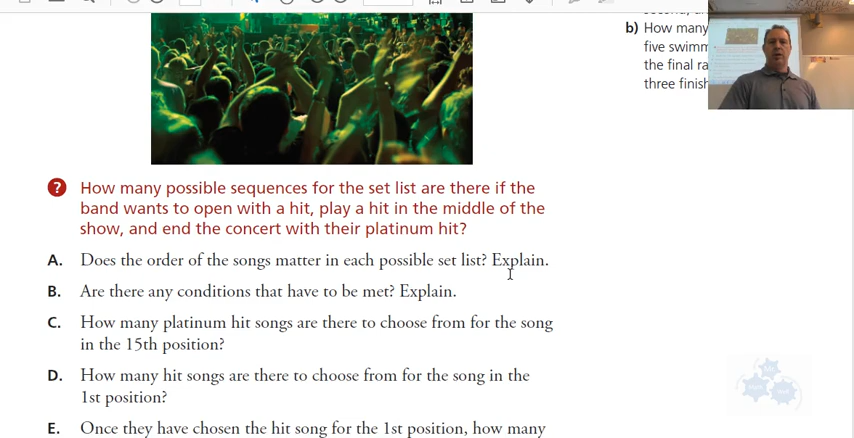 b) How many
five swimm
the final ra
three finish
? How many possible sequences for the set list are there if the
band wants to open with a hit, play a hit in the middle of the
show, and end the concert with their platinum hit?
A. Does the order of the songs matter in each possible set list? Explain.
B. Are there any conditions that have to be met? Explain.
C. How many platinum hit songs are there to choose from for the song
in the 15th position?
D. How many hit songs are there to choose from for the song in the
1st position?
E. Once they have chosen the hit song for the 1st position, how many